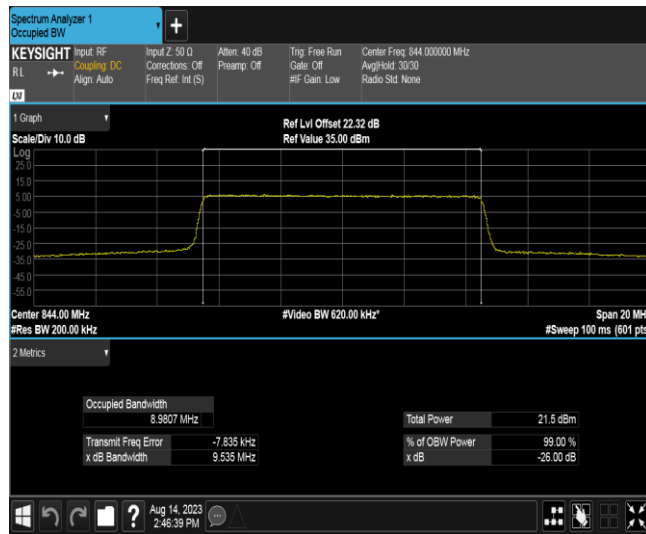 Spectrum Analyzer 1
Occupied BW
+
KEYSIGHT
RL
LXI
Input: RF
Coupling: DC
Align: Auto
Input Z: 50 Ω
Corrections: Off
Freq Ref: Int (S)
Atten: 40 dB
Preamp: Off
Trig: Free Run
Gate: Off
#IF Gain: Low
Center Freq: 844.000000 MHz
Avg|Hold: 30/30
Radio Std: None
1 Graph
Scale/Div 10.0 dB
Ref Lvl Offset 22.32 dB
Ref Value 35.00 dBm
Log
25.0
15.0
5.00
-5.00
-15.0
-25.0
-35.0
-45.0
-55.0
Center 844.00 MHz
#Res BW 200.00 kHz
#Video BW 620.00 kHz*
Span 20 MH
#Sweep 100 ms (601 pts
2 Metrics
Occupied Bandwidth
8.9807 MHz
Transmit Freq Error -7.835 kHz
x dB Bandwidth 9.535 MHz
Total Power 21.5 dBm
% of OBW Power 99.00 %
x dB -26.00 dB
?
Aug 14, 2023
2:46:39 PM